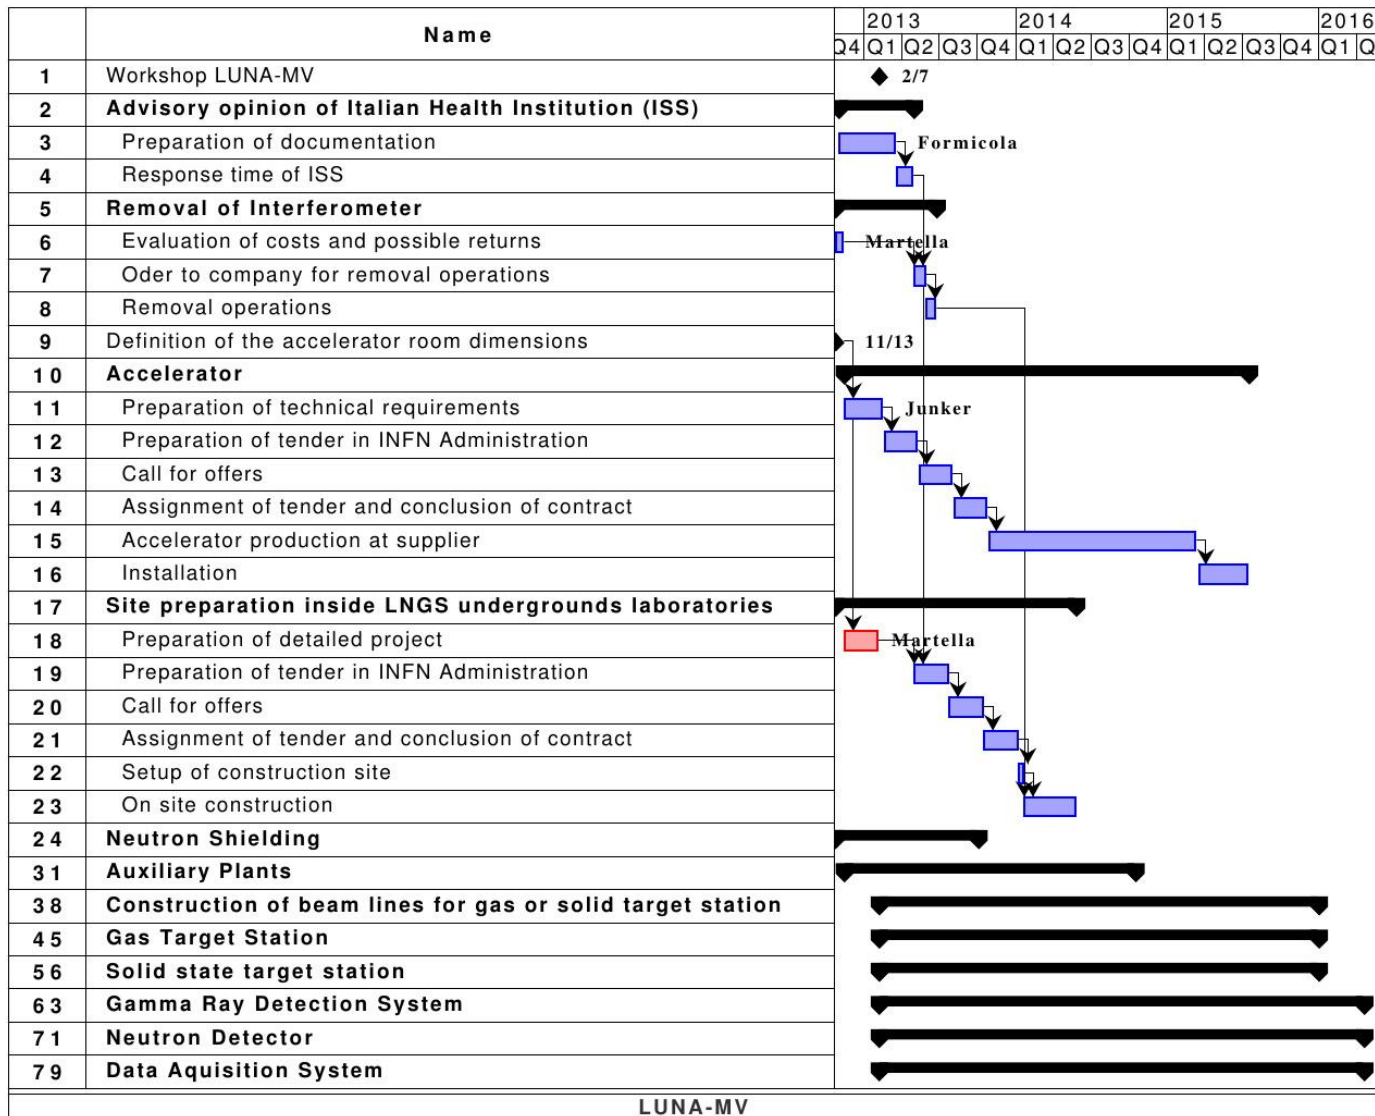 Name
2013 2014 2015 2016
Q4 Q1 Q2 Q3 Q4 Q1 Q2 Q3 Q4 Q1 Q2 Q3 Q4 Q1 Q
1 Workshop LUNA-MV 2/7
2 Advisory opinion of Italian Health Institution (ISS)
3 Preparation of documentation Formicola
4 Response time of ISS
5 Removal of Interferometer
6 Evaluation of costs and possible returns Martella
7 Oder to company for removal operations
8 Removal operations
9 Definition of the accelerator room dimensions 11/13
10 Accelerator
11 Preparation of technical requirements Junker
12 Preparation of tender in INFN Administration
13 Call for offers
14 Assignment of tender and conclusion of contract
15 Accelerator production at supplier
16 Installation
17 Site preparation inside LNGS undergrounds laboratories
18 Preparation of detailed project Martella
19 Preparation of tender in INFN Administration
20 Call for offers
21 Assignment of tender and conclusion of contract
22 Setup of construction site
23 On site construction
24 Neutron Shielding
31 Auxiliary Plants
38 Construction of beam lines for gas or solid target station
45 Gas Target Station
56 Solid state target station
63 Gamma Ray Detection System
71 Neutron Detector
79 Data Aquisition System
LUNA-MV